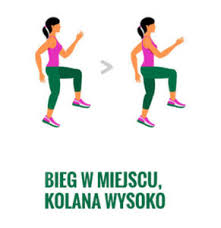 >
BIEG W MIEJSCU,
KOLANA WYSOKO